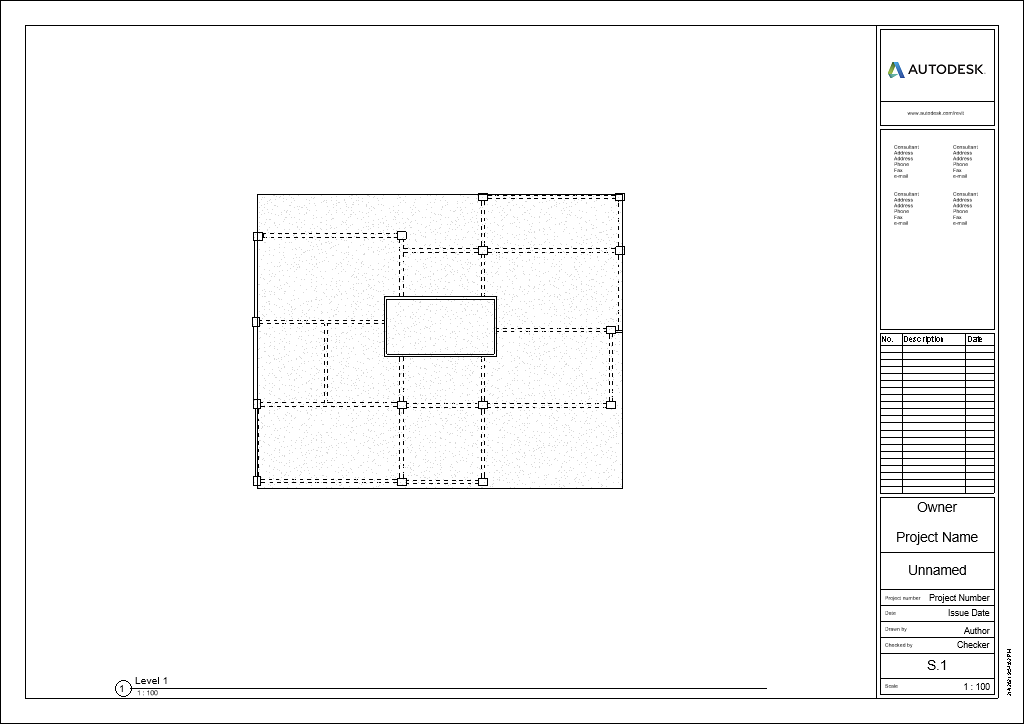 AUTODESK
www.autodesk.com/revit
Consultant
Address
Address
Phone
Fax
e-mail
Consultant
Address
Address
Phone
Fax
e-mail
Consultant
Address
Address
Phone
Fax
e-mail
Consultant
Address
Address
Phone
Fax
e-mail
No. Description Date
Owner
Project Name
Unnamed
Project number Project Number
Date Issue Date
Drawn by Author
Checked by Checker
S.1
Scale 1 : 100
1 Level 1
1 : 100